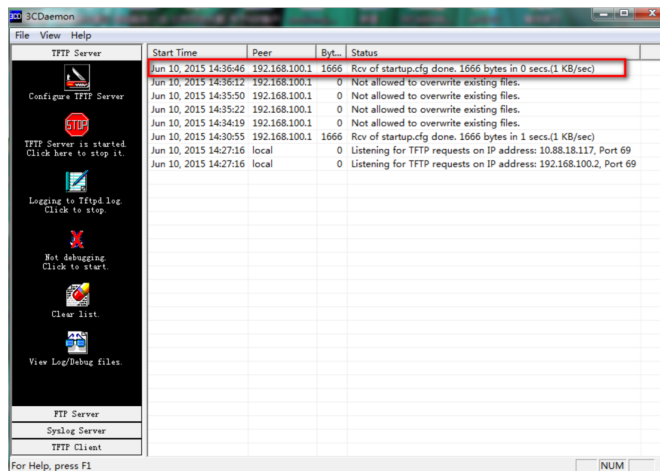 3CD 3CDaemon
File View Help
TFTP Server
Configure TFTP Server
STOP
TFTP Server is started.
Click here to stop it.
Logging to Tftpd.log.
Click to stop.
Not debugging.
Click to start.
Clear list.
View Log/Debug files.
FTP Server
Syslog Server
TFTP Client
Start Time Peer Byt... Status
Jun 10, 2015 14:36:46 192.168.100.1 1666 Rcv of startup.cfg done. 1666 bytes in 0 secs.(1 KB/sec)
Jun 10, 2015 14:36:12 192.168.100.1 0 Not allowed to overwrite existing files.
Jun 10, 2015 14:35:50 192.168.100.1 0 Not allowed to overwrite existing files.
Jun 10, 2015 14:35:22 192.168.100.1 0 Not allowed to overwrite existing files.
Jun 10, 2015 14:34:19 192.168.100.1 0 Not allowed to overwrite existing files.
Jun 10, 2015 14:30:55 192.168.100.1 1666 Rcv of startup.cfg done. 1666 bytes in 1 secs.(1 KB/sec)
Jun 10, 2015 14:27:16 local 0 Listening for TFTP requests on IP address: 10.88.18.117, Port 69
Jun 10, 2015 14:27:16 local 0 Listening for TFTP requests on IP address: 192.168.100.2, Port 69
For Help, press F1
NUM